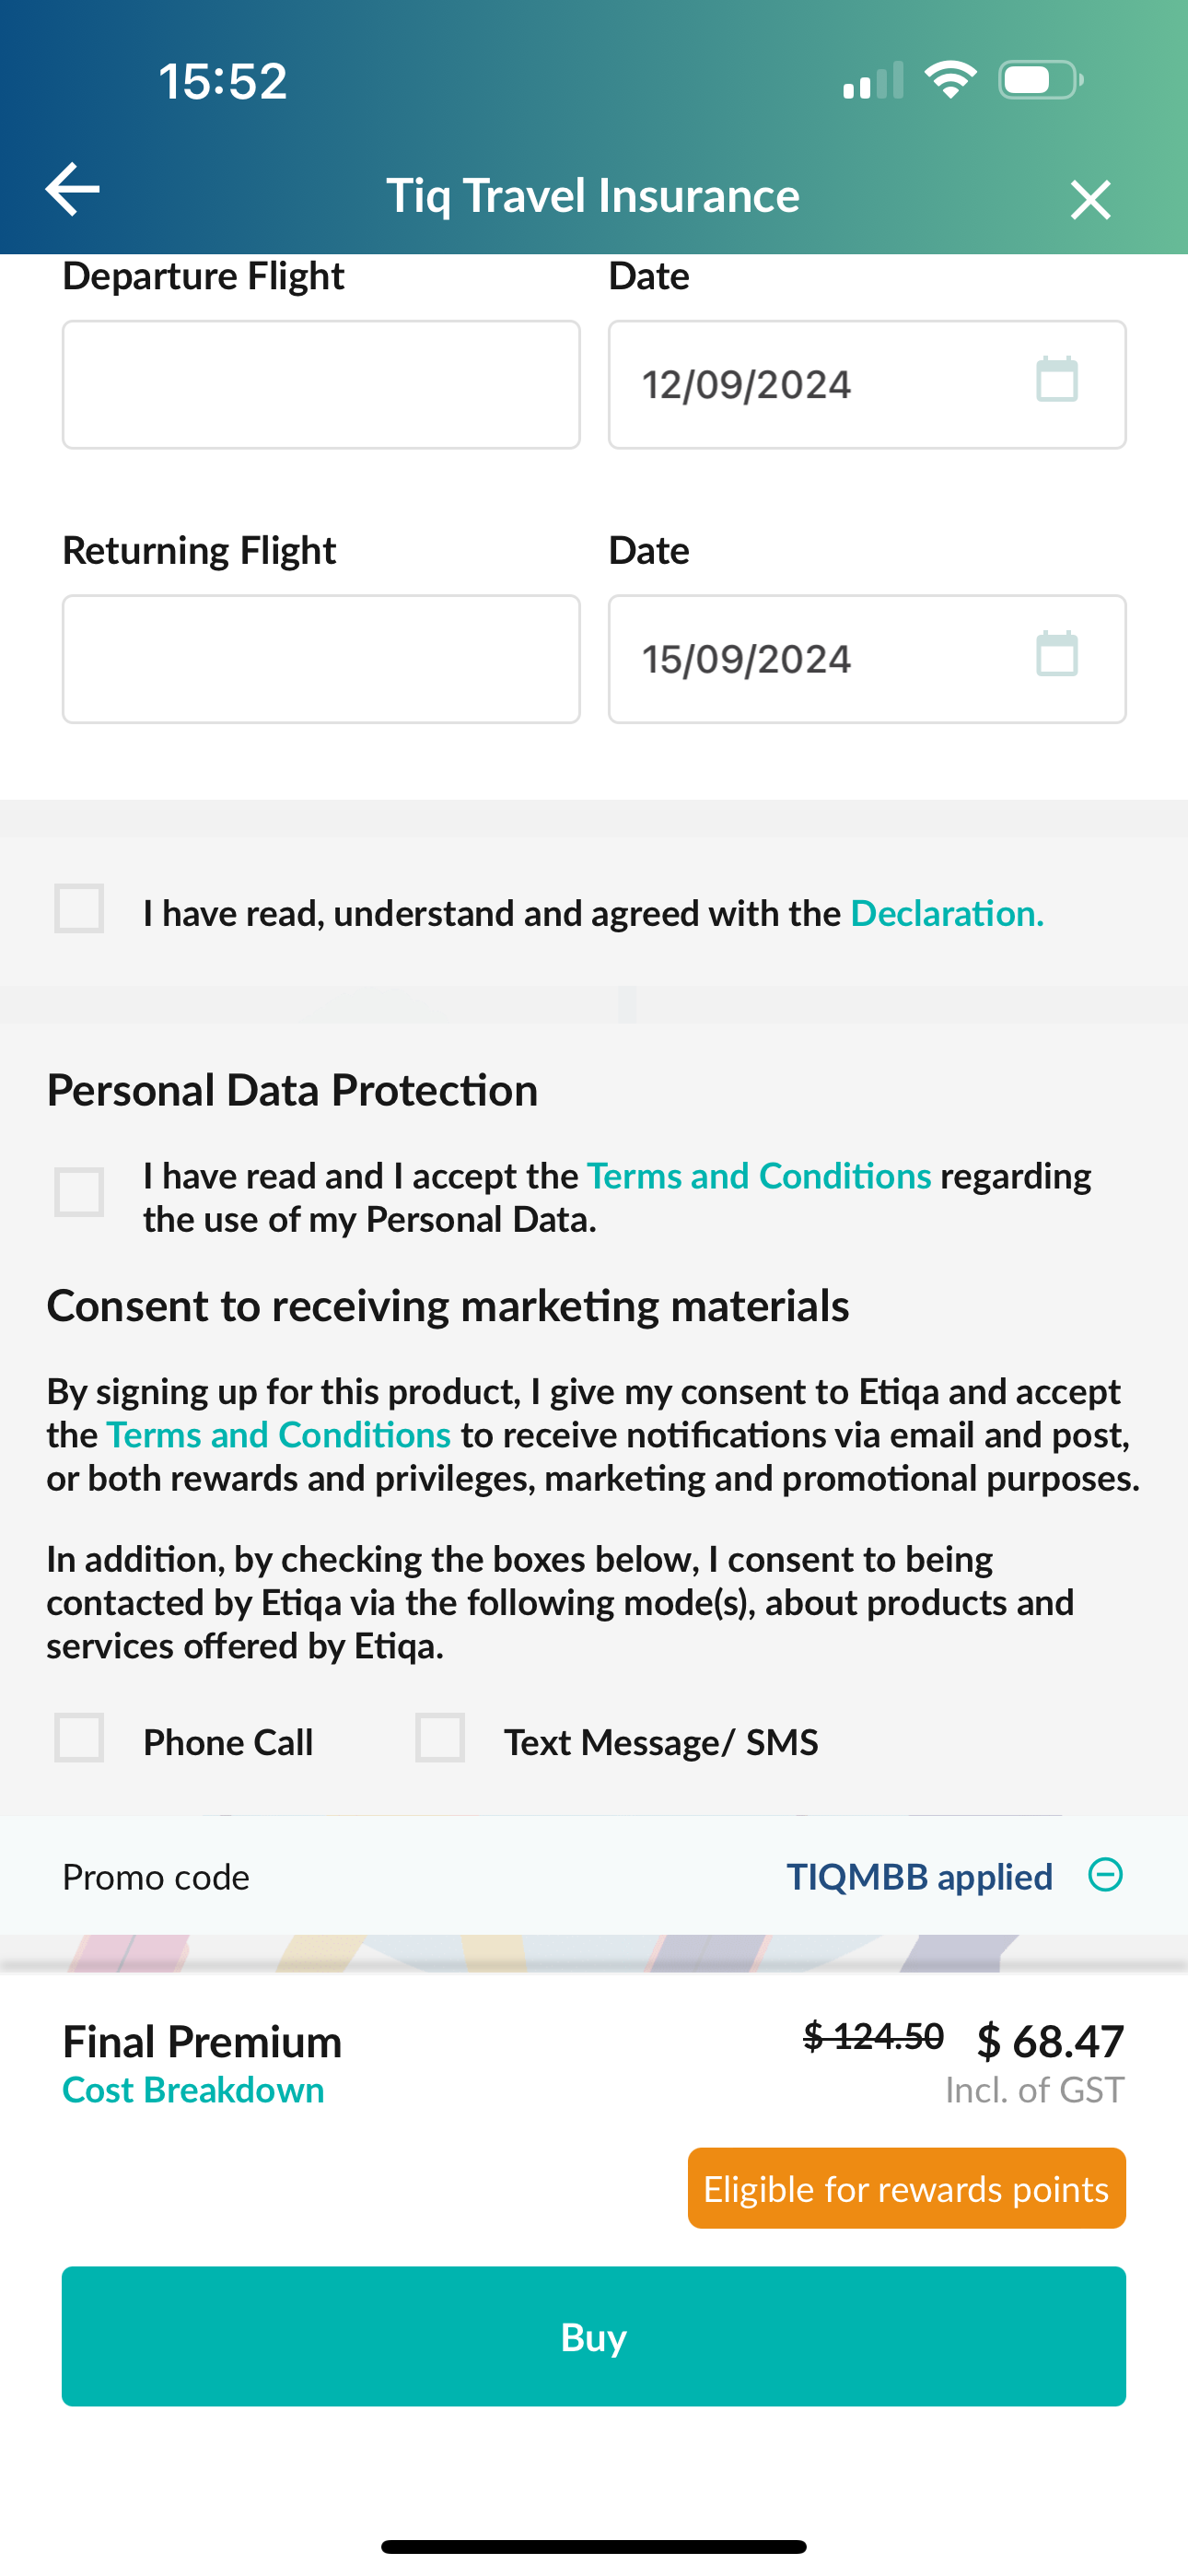 15:52
Tiq Travel Insurance
Departure Flight
Date
12/09/2024
Returning Flight
Date
15/09/2024
I have read, understand and agreed with the Declaration.
Personal Data Protection
I have read and I accept the Terms and Conditions regarding
the use of my Personal Data.
Consent to receiving marketing materials
By signing up for this product, I give my consent to Etiqa and accept
the Terms and Conditions to receive notifications via email and post,
or both rewards and privileges, marketing and promotional purposes.
In addition, by checking the boxes below, I consent to being
contacted by Etiqa via the following mode(s), about products and
services offered by Etiqa.
Phone Call
Text Message/ SMS
Promo code
TIQMBB applied
Final Premium
$ 124.50 $ 68.47
Cost Breakdown
Incl. of GST
Eligible for rewards points
Buy